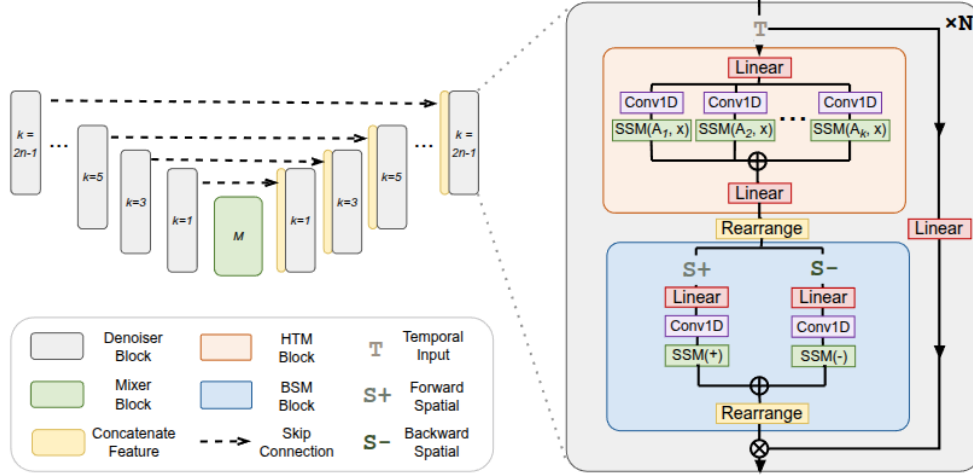 k =
2n-1
...
k=5
k=3
k=1
M
k=1
k=3
k=5
...
k =
2n-1
Denoiser
Block
HTM
Block
T
Temporal
Input
Mixer
Block
BSM
Block
S+
Forward
Spatial
Concatenate
Feature
Skip
Connection
S-
Backward
Spatial
T
×N
Linear
Conv1D
Conv1D
Conv1D
SSM(A1, x)
SSM(A2, x)
...
SSM(Ak, x)
Linear
Rearrange
Linear
S+
S-
Linear
Linear
Conv1D
Conv1D
SSM(+)
SSM(-)
Rearrange